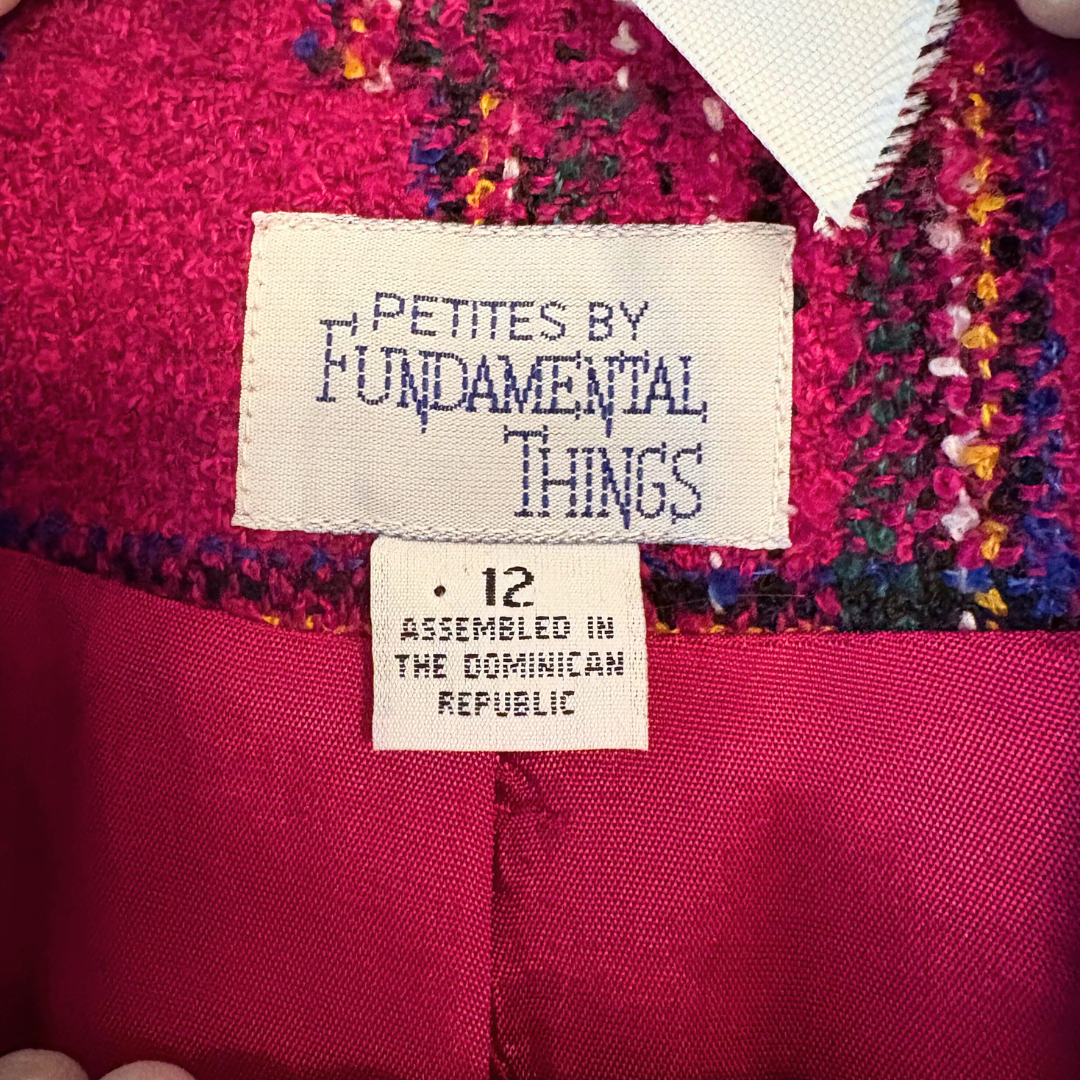 PETITES BY
FUNDAMENTAL
THINGS
12
ASSEMBLED IN
THE DOMINICAN
REPUBLIC